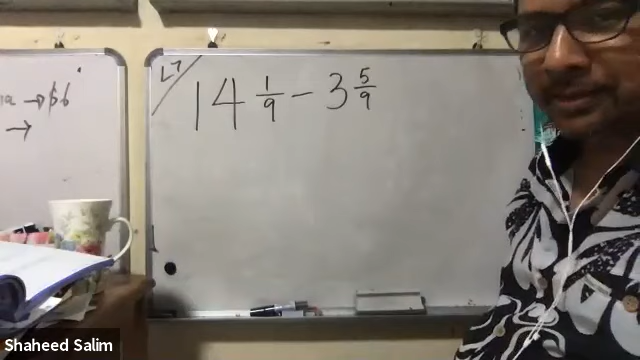 → $6
→
L7
14 1/9 − 3 5/9
Shaheed Salim